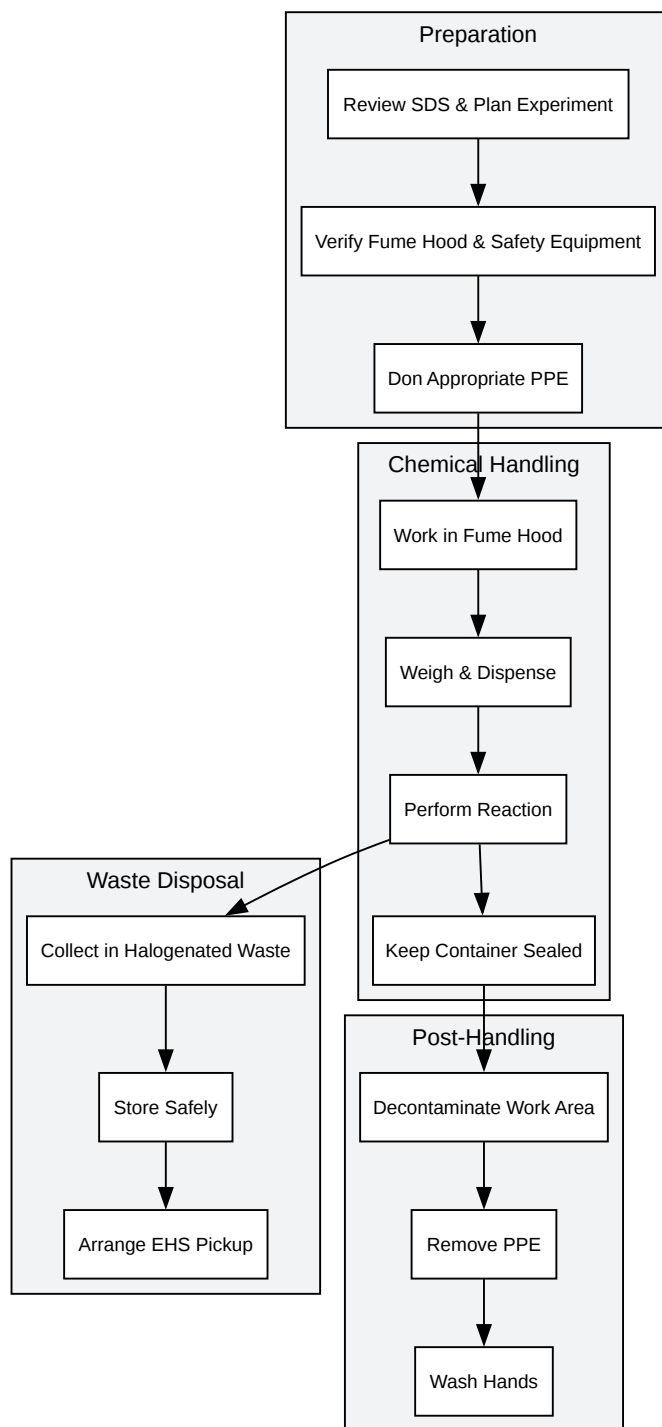 Preparation
Review SDS & Plan Experiment
Verify Fume Hood & Safety Equipment
Don Appropriate PPE
Chemical Handling
Work in Fume Hood
Weigh & Dispense
Perform Reaction
Keep Container Sealed
Waste Disposal
Collect in Halogenated Waste
Store Safely
Arrange EHS Pickup
Post-Handling
Decontaminate Work Area
Remove PPE
Wash Hands